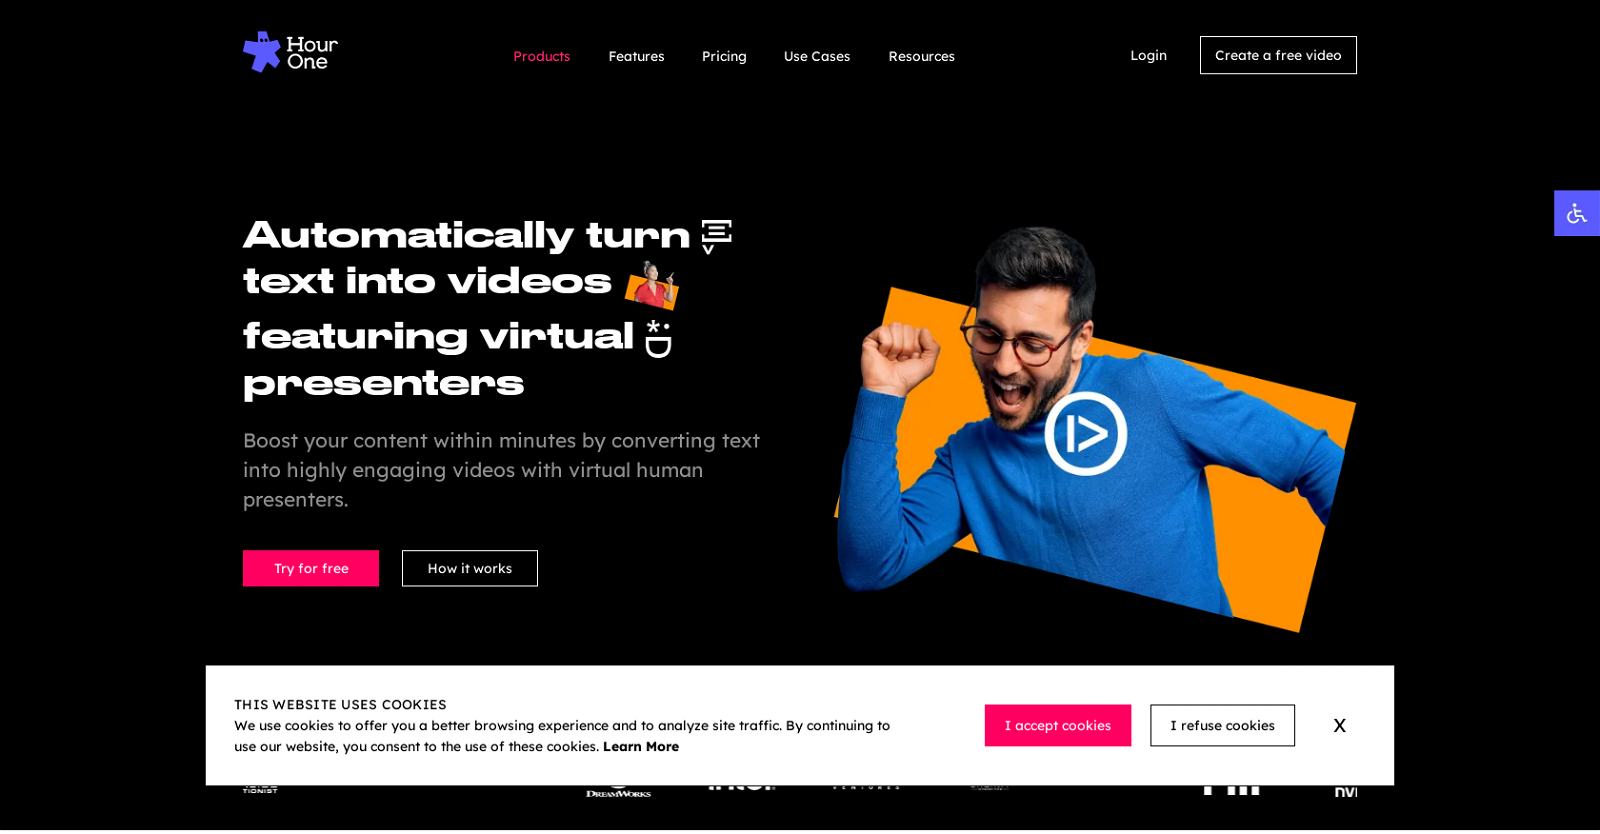 Hour
One
Products
Features
Pricing
Use Cases
Resources
Login
Create a free video
Automatically turn
text into videos
featuring virtual
presenters
Boost your content within minutes by converting text
into highly engaging videos with virtual human
presenters.
Try for free
How it works
THIS WEBSITE USES COOKIES
We use cookies to offer you a better browsing experience and to analyze site traffic. By continuing to
use our website, you consent to the use of these cookies. Learn More
I accept cookies
I refuse cookies
X
TIONIST
DREAMWORKS
intel
VENTURES